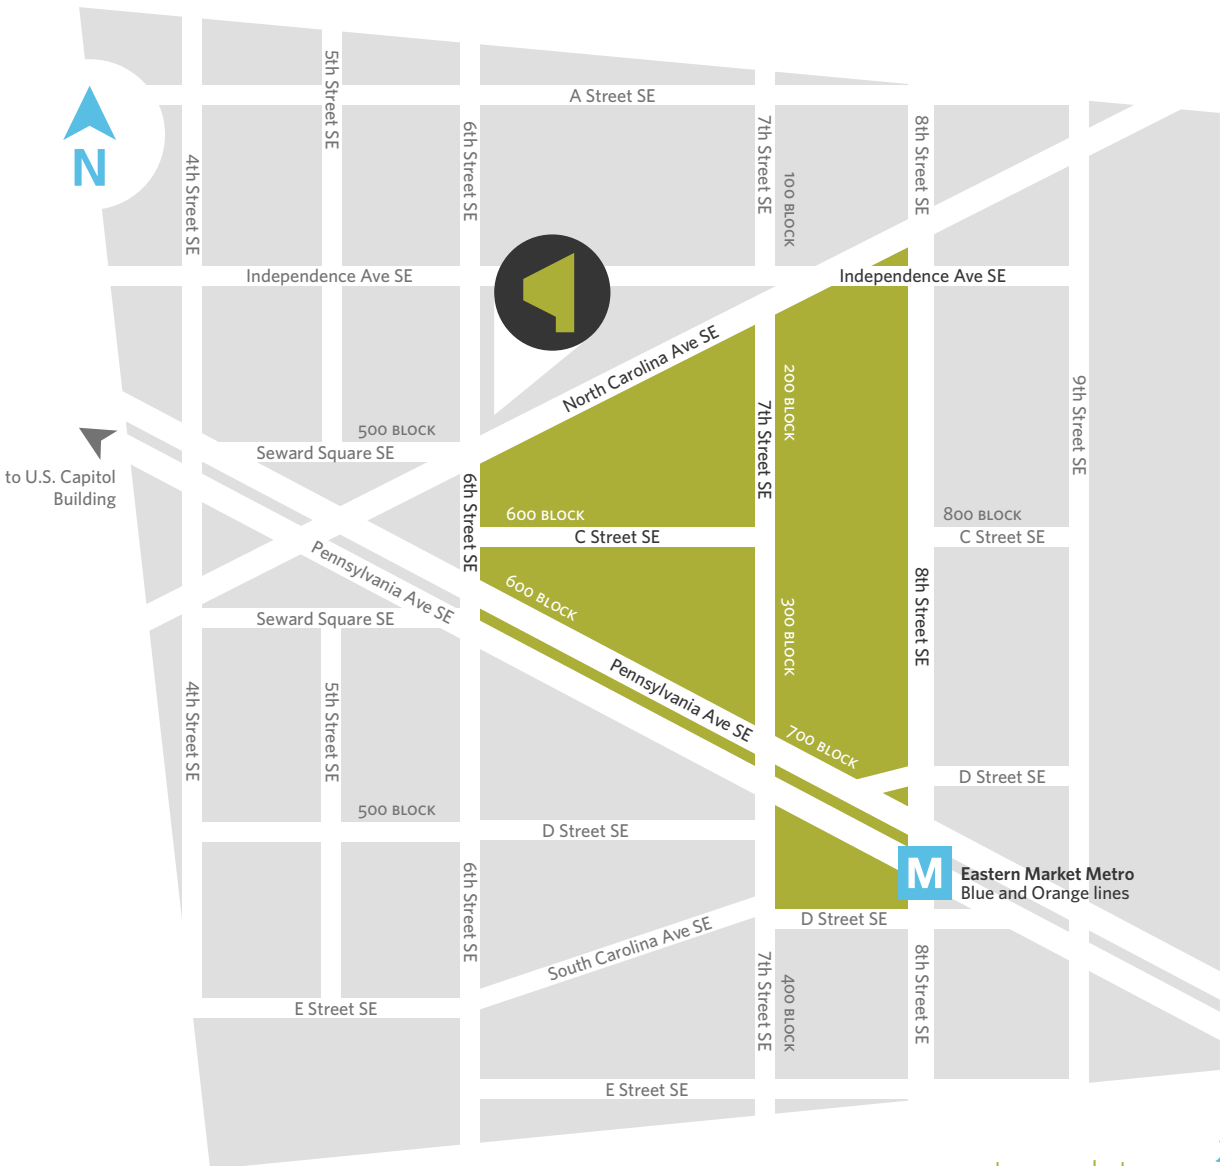 5th Street SE
A Street SE
6th Street SE
7th Street SE
8th Street SE
N
4th Street SE
100 BLOCK
Independence Ave SE
Independence Ave SE
North Carolina Ave SE
200 BLOCK
7th Street SE
9th Street SE
500 BLOCK
Seward Square SE
to U.S. Capitol
Building
6th Street SE
600 BLOCK
800 BLOCK
C Street SE
C Street SE
Pennsylvania Ave SE
600 BLOCK
8th Street SE
300 BLOCK
Seward Square SE
Pennsylvania Ave SE
4th Street SE
5th Street SE
700 BLOCK
D Street SE
500 BLOCK
D Street SE
M
Eastern Market Metro
Blue and Orange lines
6th Street SE
D Street SE
South Carolina Ave SE
7th Street SE
400 BLOCK
8th Street SE
E Street SE
E Street SE